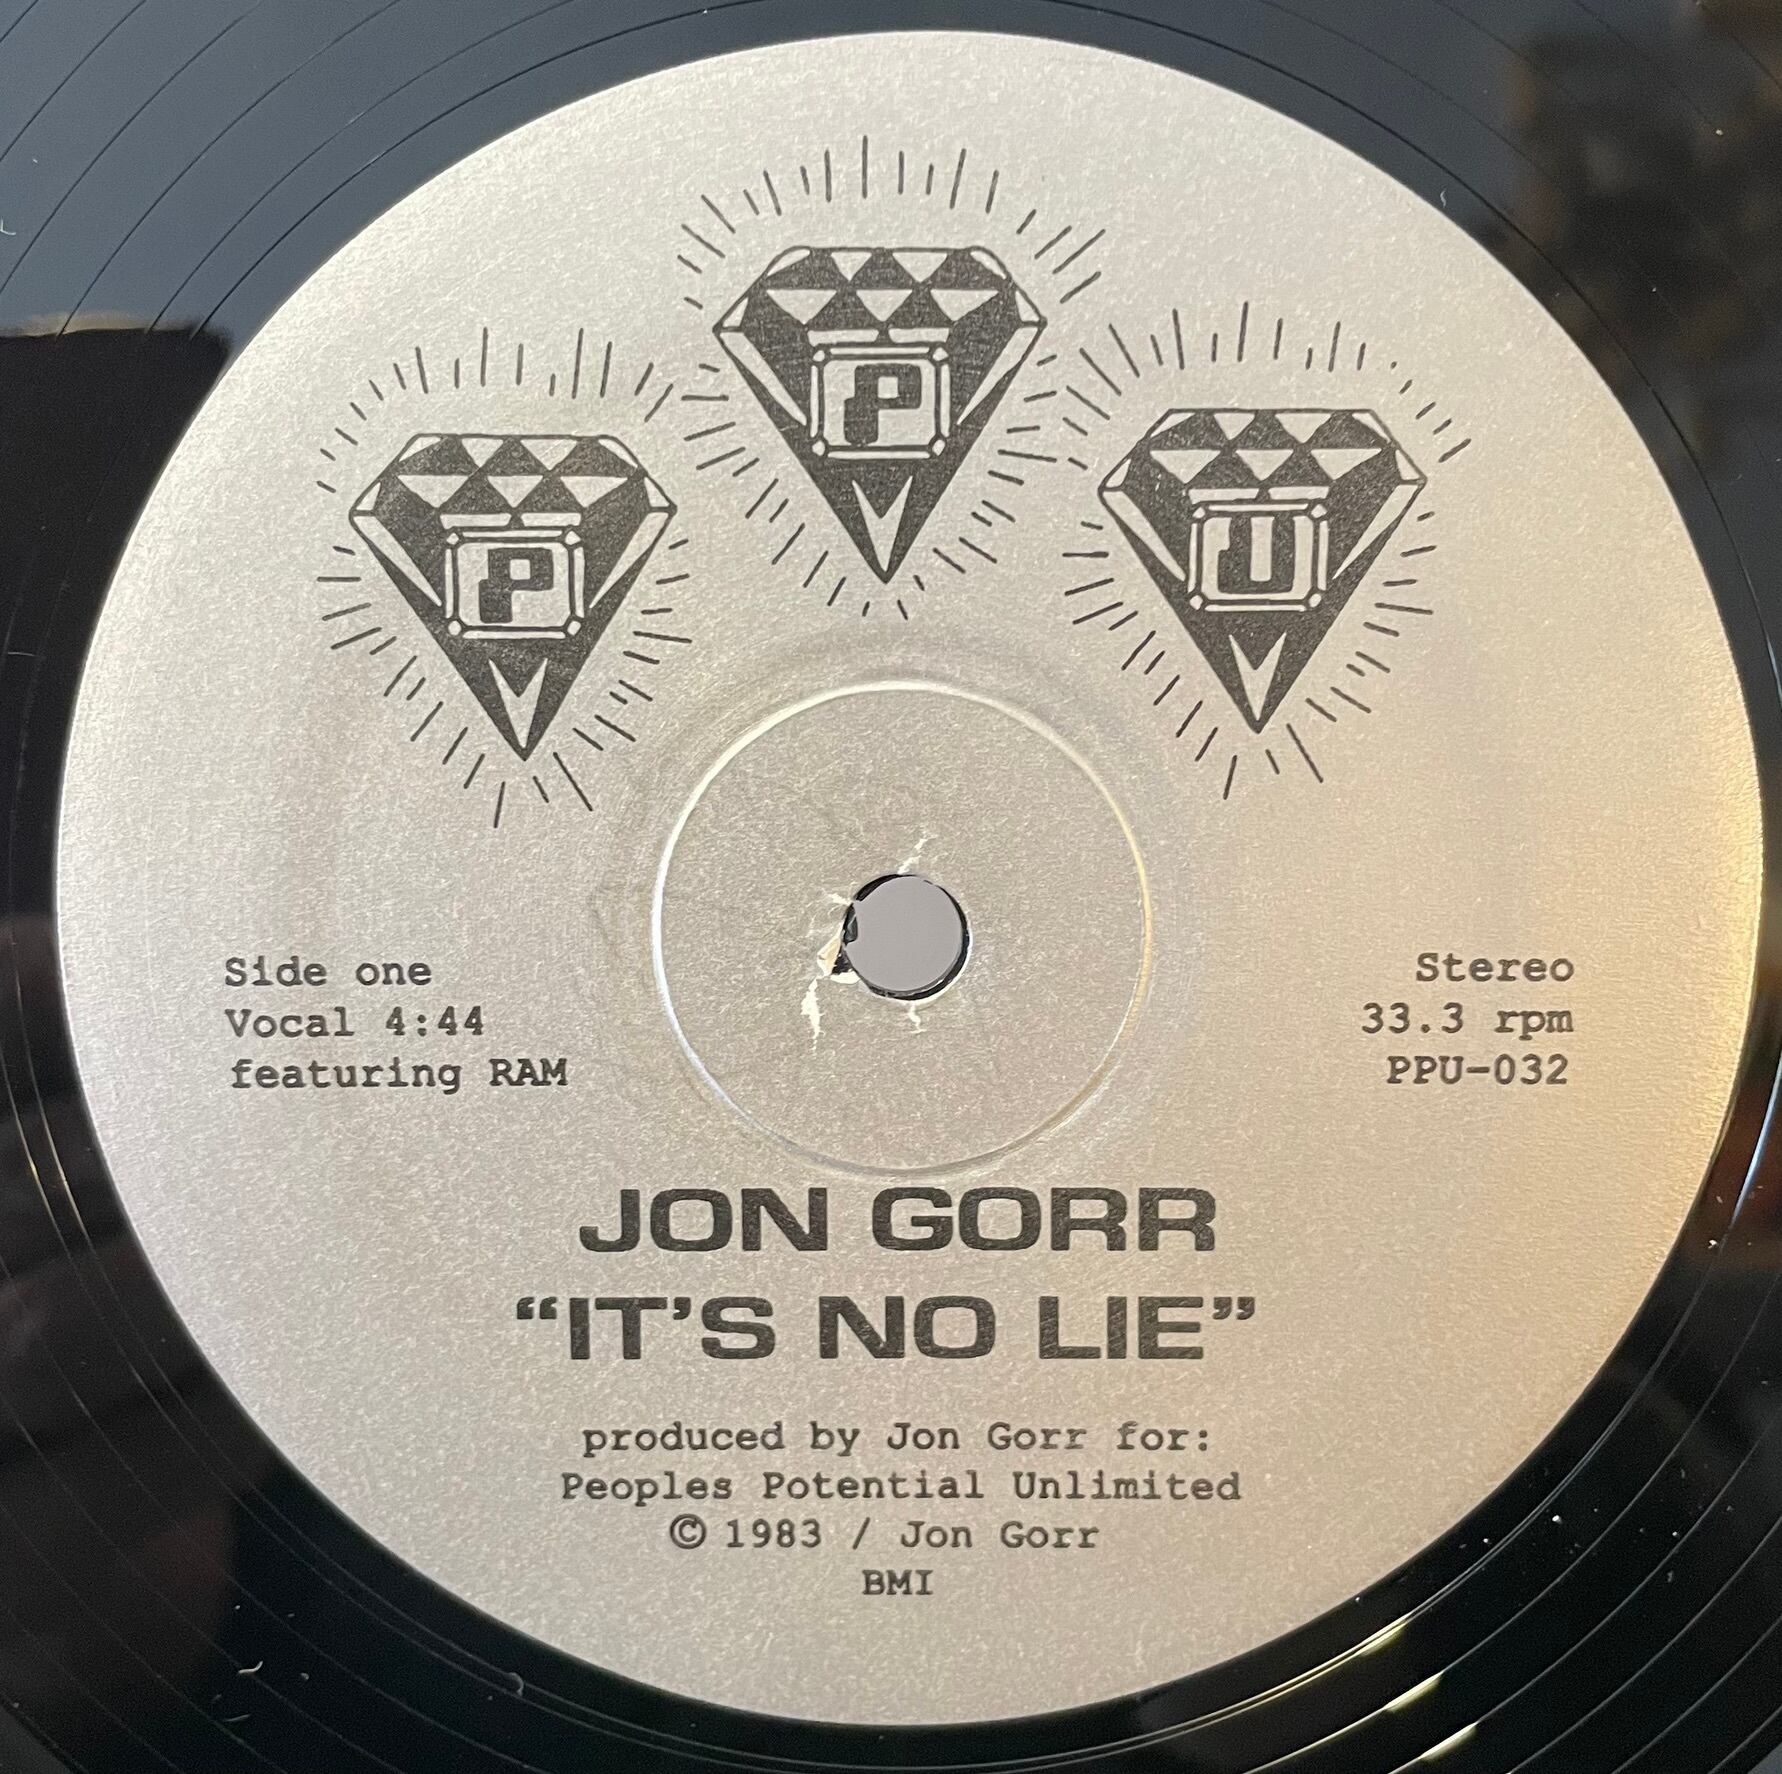 P P U
Side one
Vocal 4:44
featuring RAM
Stereo
33.3 rpm
PPU-032
JON GORR
“IT’S NO LIE”
produced by Jon Gorr for:
Peoples Potential Unlimited
© 1983 / Jon Gorr
BMI